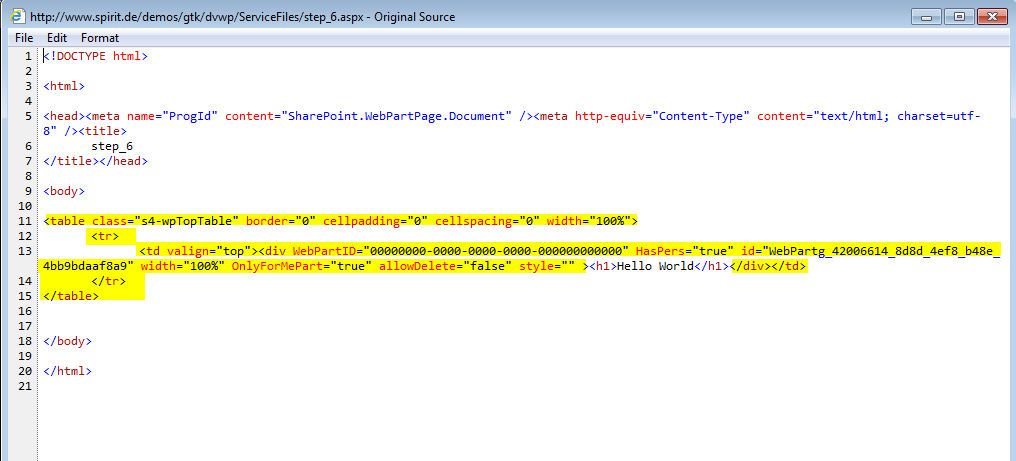 http://www.spirit.de/demos/gtk/dvwp/ServiceFiles/step_6.aspx - Original Source
File Edit Format
1 <!DOCTYPE html>
2
3 <html>
4
5 <head><meta name="ProgId" content="SharePoint.WebPartPage.Document" /><meta http-equiv="Content-Type" content="text/html; charset=utf-
8" /><title>
6 step_6
7 </title></head>
8
9 <body>
10
11 <table class="s4-wpTopTable" border="0" cellpadding="0" cellspacing="0" width="100%">
12 <tr>
13 <td valign="top"><div WebPartID="00000000-0000-0000-0000-000000000000" HasPers="true" id="WebPartg_42006614_8d8d_4ef8_b48e_
4bb9bdaaf8a9" width="100%" OnlyForMePart="true" allowDelete="false" style="" ><h1>Hello World</h1></div></td>
14 </tr>
15 </table>
16
17
18 </body>
19
20 </html>
21